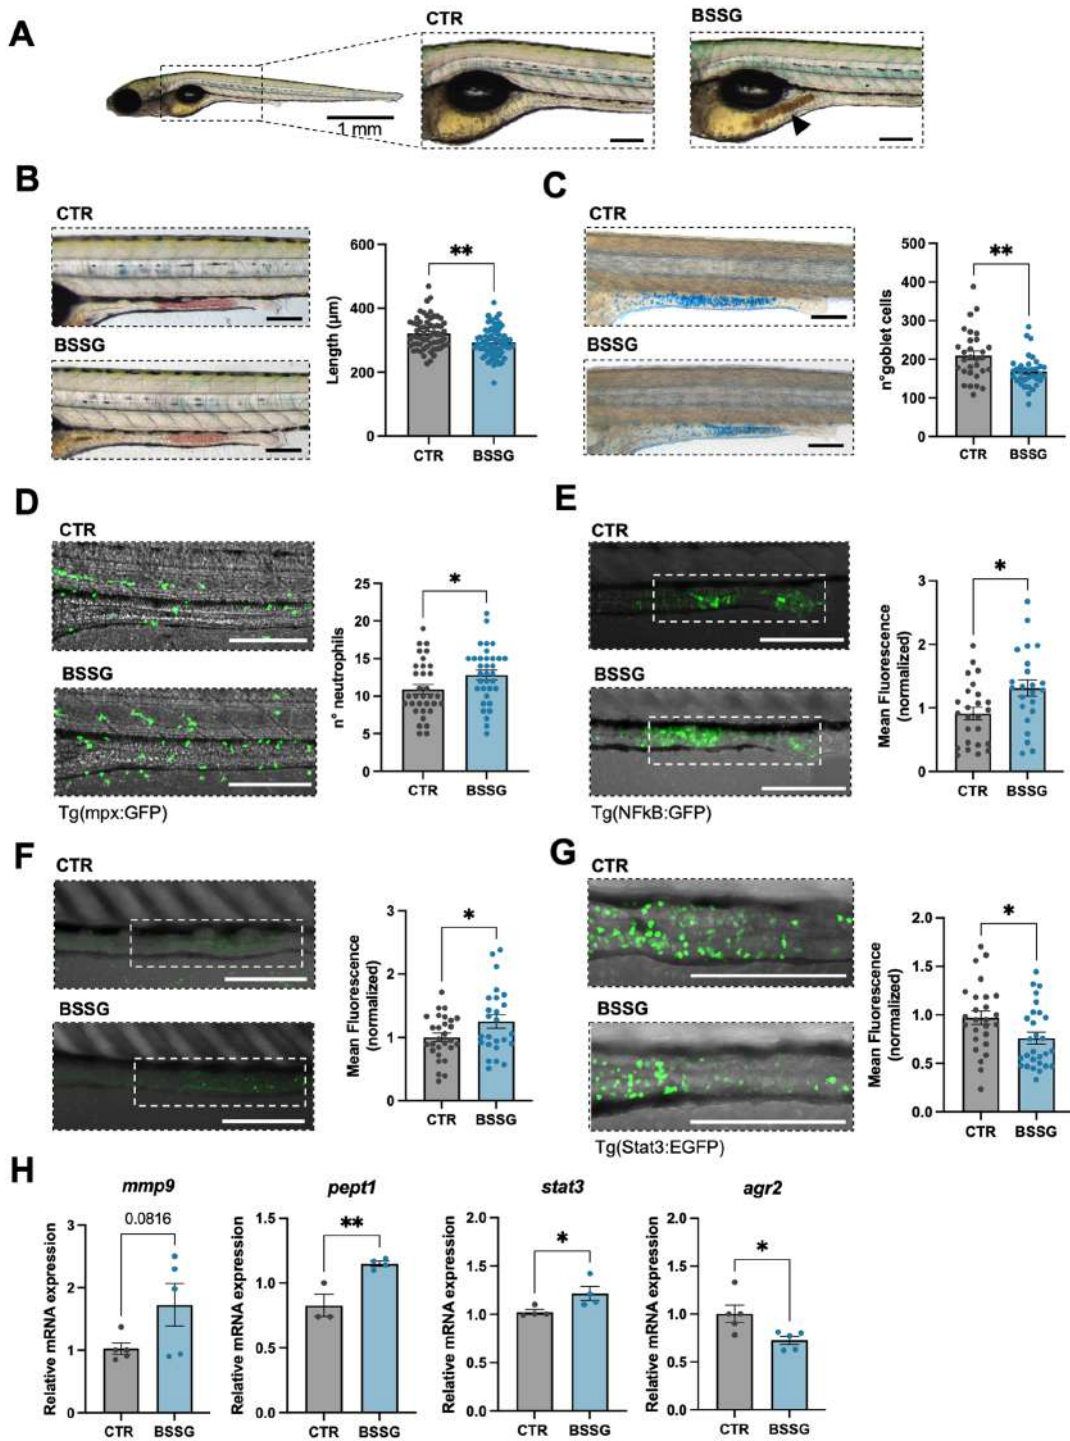 A
CTR
BSSG
1 mm
B
CTR
BSSG
Length (µm)
600
400
200
0
**
CTR
BSSG
C
CTR
BSSG
n°goblet cells
500
400
300
200
100
0
**
CTR
BSSG
D
CTR
BSSG
Tg(mpx:GFP)
n° neutrophils
25
20
15
10
5
0
*
CTR
BSSG
E
CTR
BSSG
Tg(NFkB:GFP)
Mean Fluorescence
(normalized)
3
2
1
0
*
CTR
BSSG
F
CTR
BSSG
Mean Fluorescence
(normalized)
3
2
1
0
*
CTR
BSSG
G
CTR
BSSG
Tg(Stat3:EGFP)
Mean Fluorescence
(normalized)
2.0
1.5
1.0
0.5
0.0
*
CTR
BSSG
H
mmp9
Relative mRNA expression
3
2
1
0
0.0816
CTR
BSSG
pept1
Relative mRNA expression
1.5
1.0
0.5
0.0
**
CTR
BSSG
stat3
Relative mRNA expression
2.0
1.5
1.0
0.5
0.0
*
CTR
BSSG
agr2
Relative mRNA expression
2.0
1.5
1.0
0.5
0.0
*
CTR
BSSG